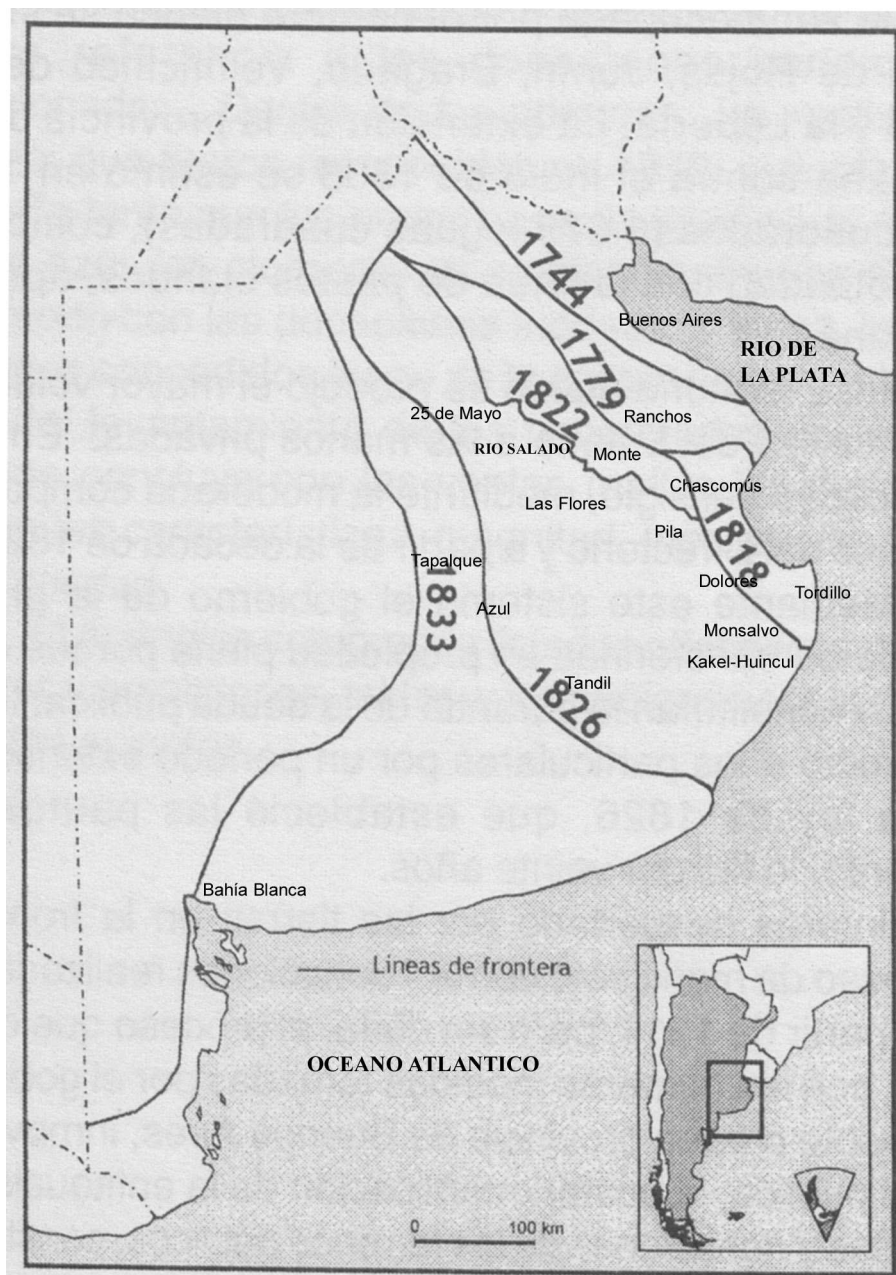 1744
Buenos Aires
RIO DE
LA PLATA
1779
1822
25 de Mayo
Ranchos
RIO SALADO
Monte
Chascomús
Las Flores
Pila
1818
Tapalque
1833
Dolores
Tordillo
Azul
Monsalvo
Kakel-Huincul
Tandil
1826
Bahía Blanca
Líneas de frontera
OCEANO ATLANTICO
0
100 km